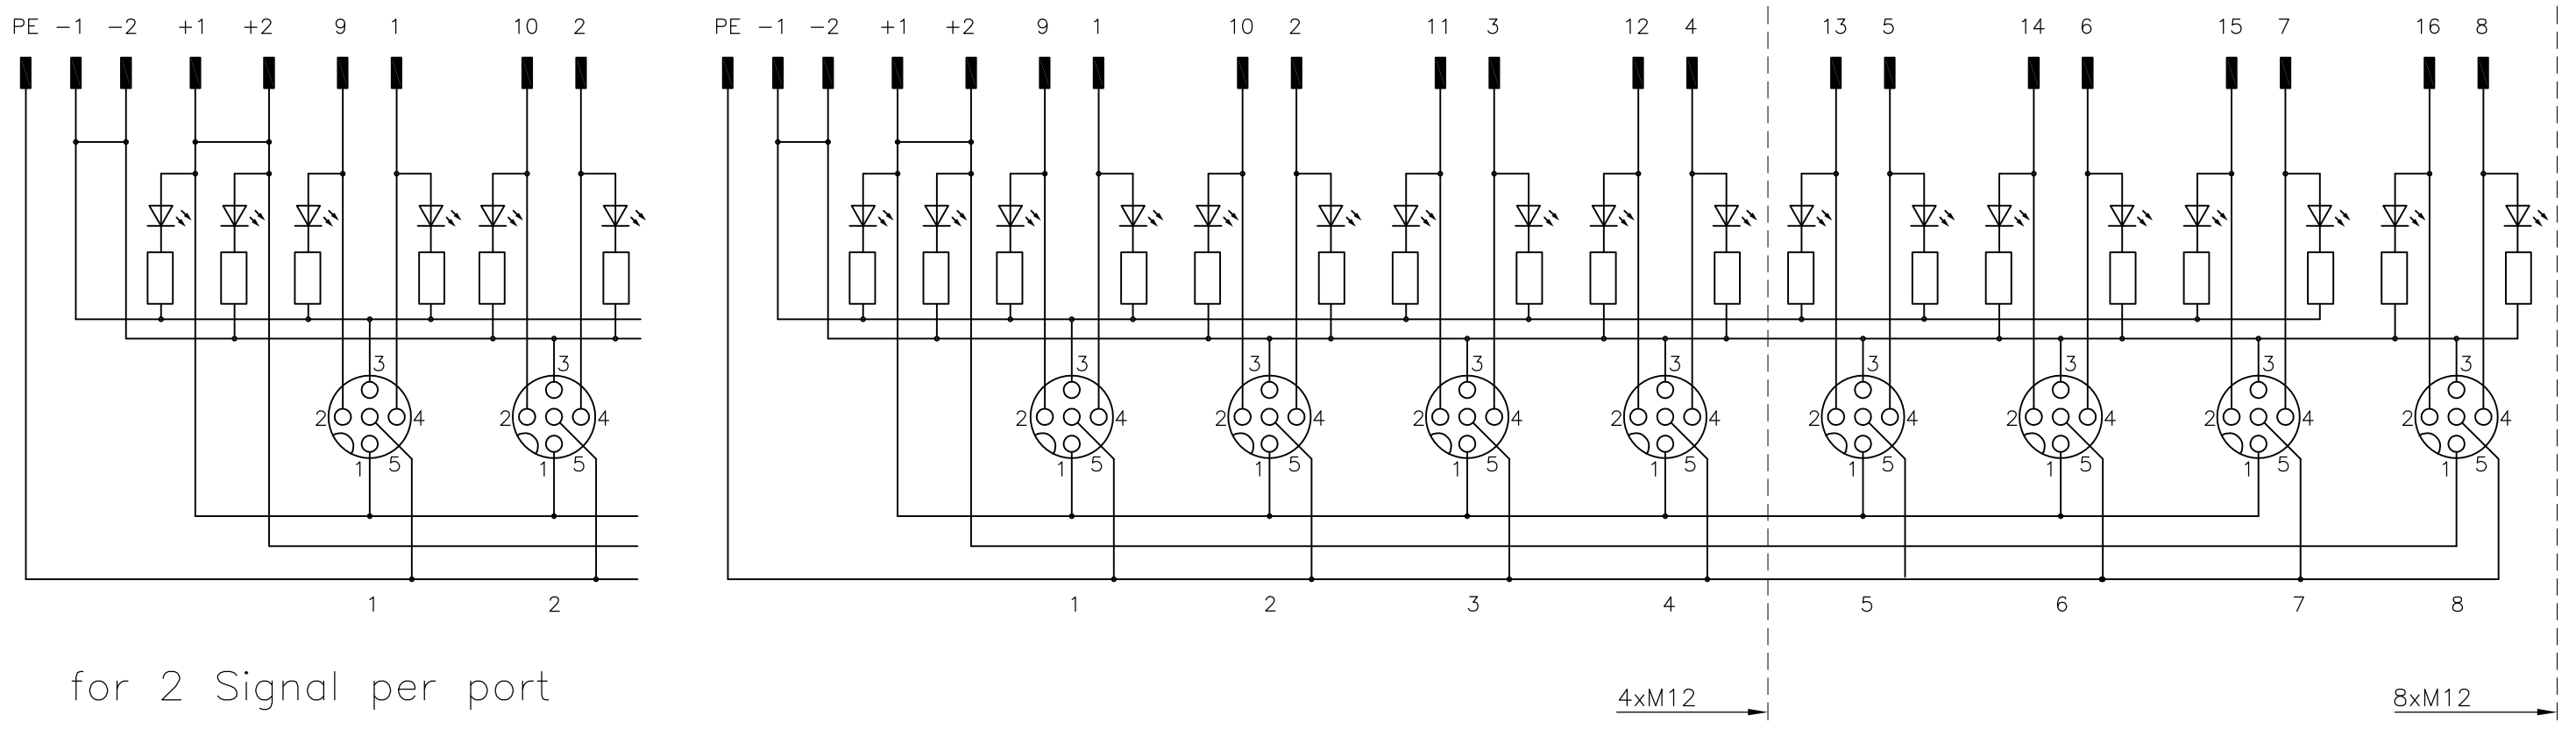 PE -1 -2 +1 +2 9 1 10 2 PE -1 -2 +1 +2 9 1 10 2 11 3 12 4 13 5 14 6 15 7 16 8
3 3 3 3 3 3 3 3 3 3
2 4 2 4 2 4 2 4 2 4 2 4 2 4 2 4 2 4 2 4
1 5 1 5 1 5 1 5 1 5 1 5 1 5 1 5 1 5 1 5
1 2 1 2 3 4 5 6 7 8
for 2 Signal per port
4xM12 8xM12